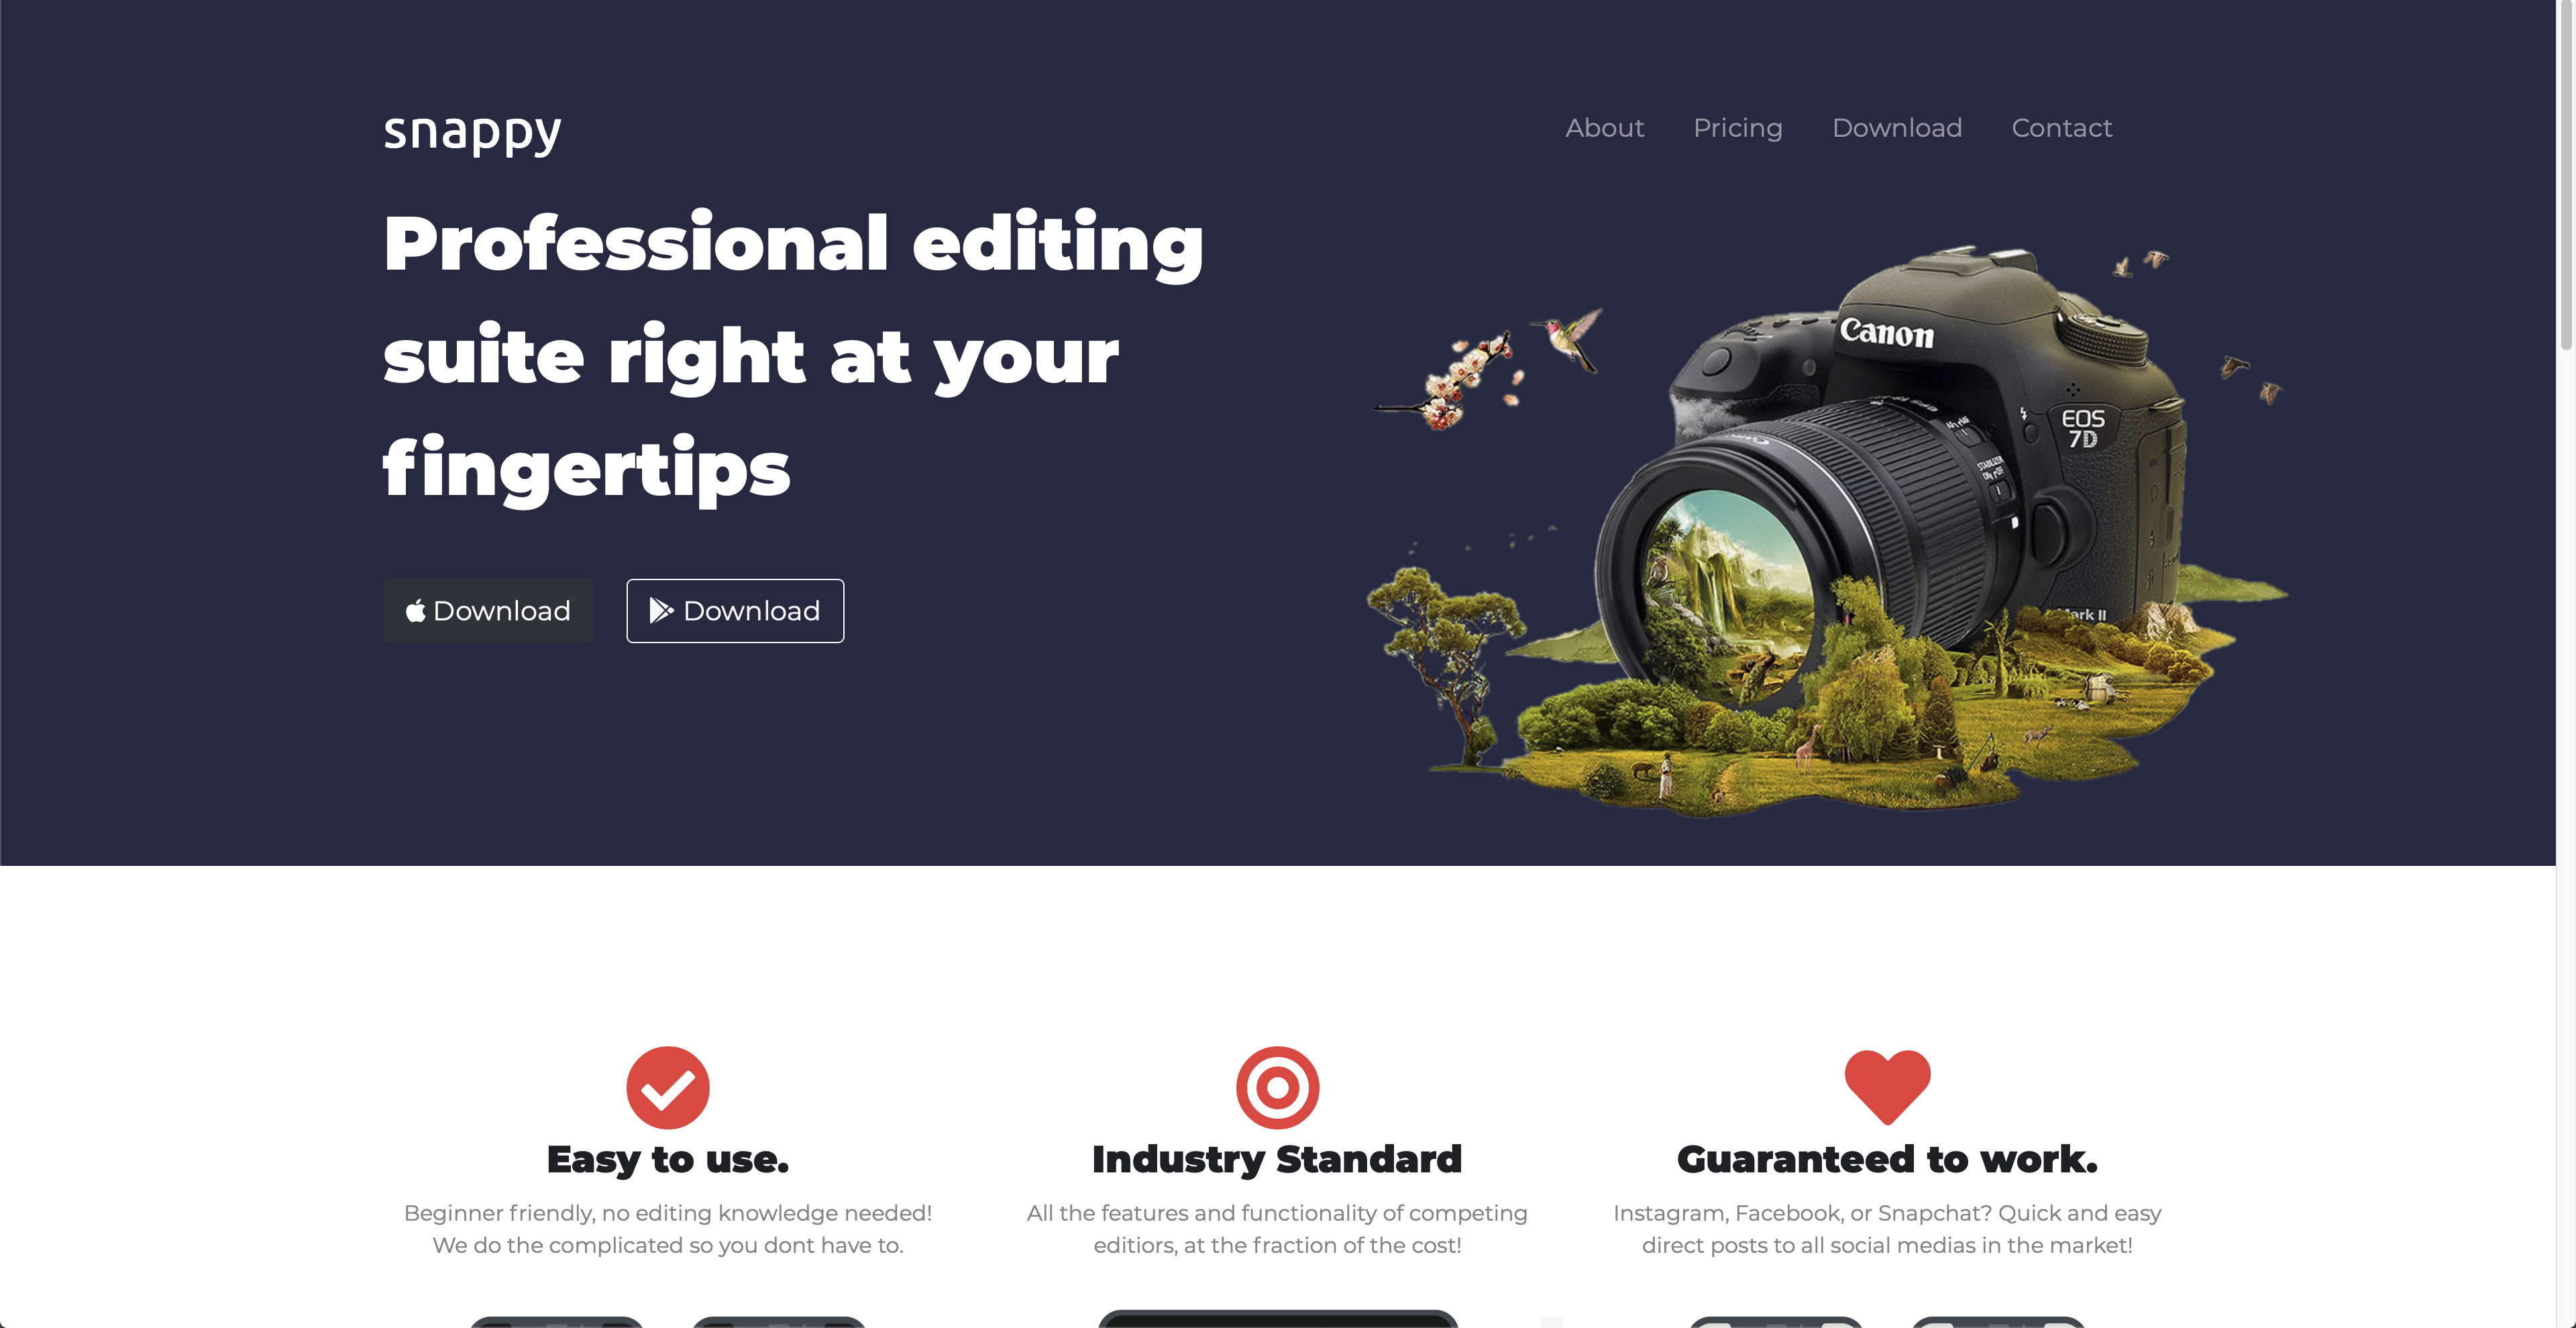 snappy
About Pricing Download Contact
Professional editing
suite right at your
fingertips
Download Download
Canon
EOS
7D
STABILIZER
ark II
Easy to use. Industry Standard Guaranteed to work.
Beginner friendly, no editing knowledge needed!
We do the complicated so you dont have to.
All the features and functionality of competing
editiors, at the fraction of the cost!
Instagram, Facebook, or Snapchat? Quick and easy
direct posts to all social medias in the market!